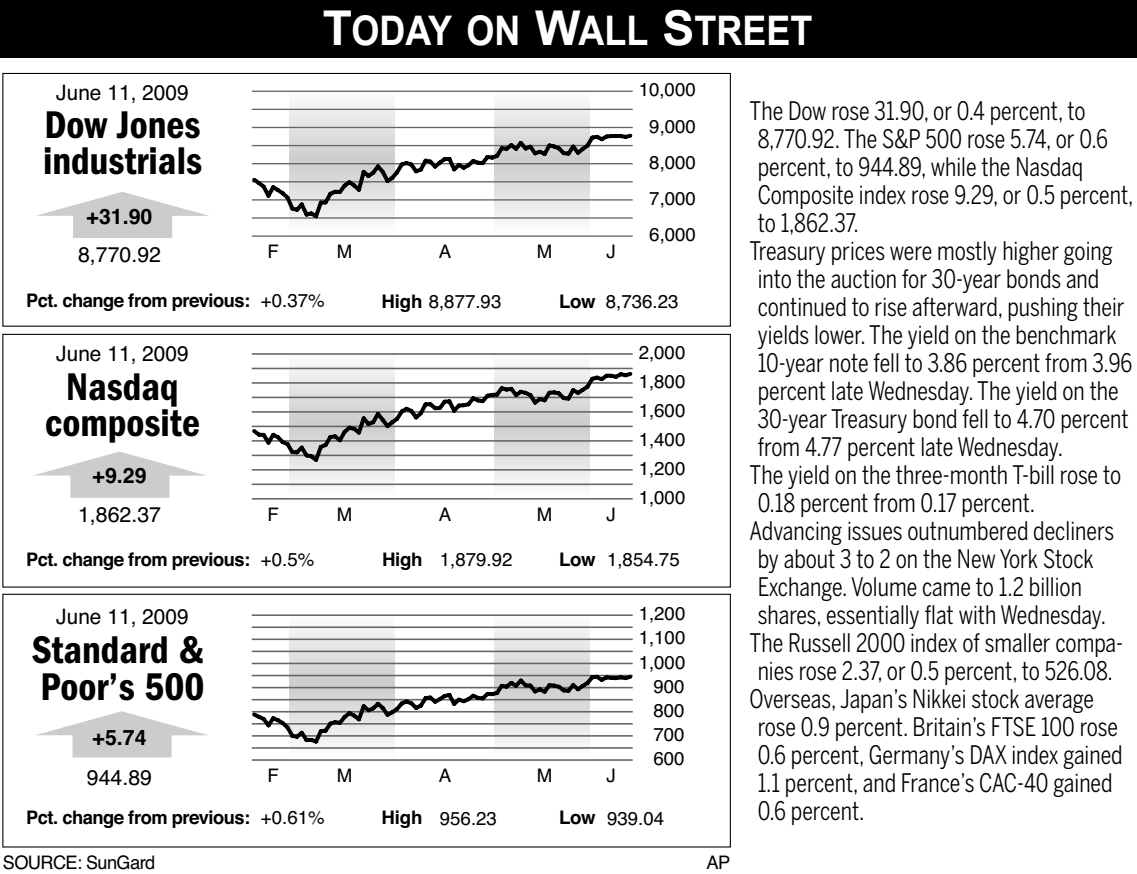 TODAY ON WALL STREET
June 11, 2009
Dow Jones
industrials
+31.90
8,770.92
10,000
9,000
8,000
7,000
6,000
F M A M J
Pct. change from previous: +0.37% High 8,877.93 Low 8,736.23
June 11, 2009
Nasdaq
composite
+9.29
1,862.37
2,000
1,800
1,600
1,400
1,200
1,000
F M A M J
Pct. change from previous: +0.5% High 1,879.92 Low 1,854.75
June 11, 2009
Standard &
Poor's 500
+5.74
944.89
1,200
1,100
1,000
900
800
700
600
F M A M J
Pct. change from previous: +0.61% High 956.23 Low 939.04
SOURCE: SunGard AP
The Dow rose 31.90, or 0.4 percent, to
8,770.92. The S&P 500 rose 5.74, or 0.6
percent, to 944.89, while the Nasdaq
Composite index rose 9.29, or 0.5 percent,
to 1,862.37.
Treasury prices were mostly higher going
into the auction for 30-year bonds and
continued to rise afterward, pushing their
yields lower. The yield on the benchmark
10-year note fell to 3.86 percent from 3.96
percent late Wednesday. The yield on the
30-year Treasury bond fell to 4.70 percent
from 4.77 percent late Wednesday.
The yield on the three-month T-bill rose to
0.18 percent from 0.17 percent.
Advancing issues outnumbered decliners
by about 3 to 2 on the New York Stock
Exchange. Volume came to 1.2 billion
shares, essentially flat with Wednesday.
The Russell 2000 index of smaller compa-
nies rose 2.37, or 0.5 percent, to 526.08.
Overseas, Japan's Nikkei stock average
rose 0.9 percent. Britain's FTSE 100 rose
0.6 percent, Germany's DAX index gained
1.1 percent, and France's CAC-40 gained
0.6 percent.